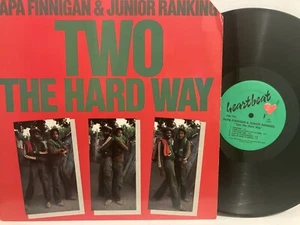 APA FINNIGAN & JUNIOR RANKING
TWO
THE HARD WAY
heartbeat